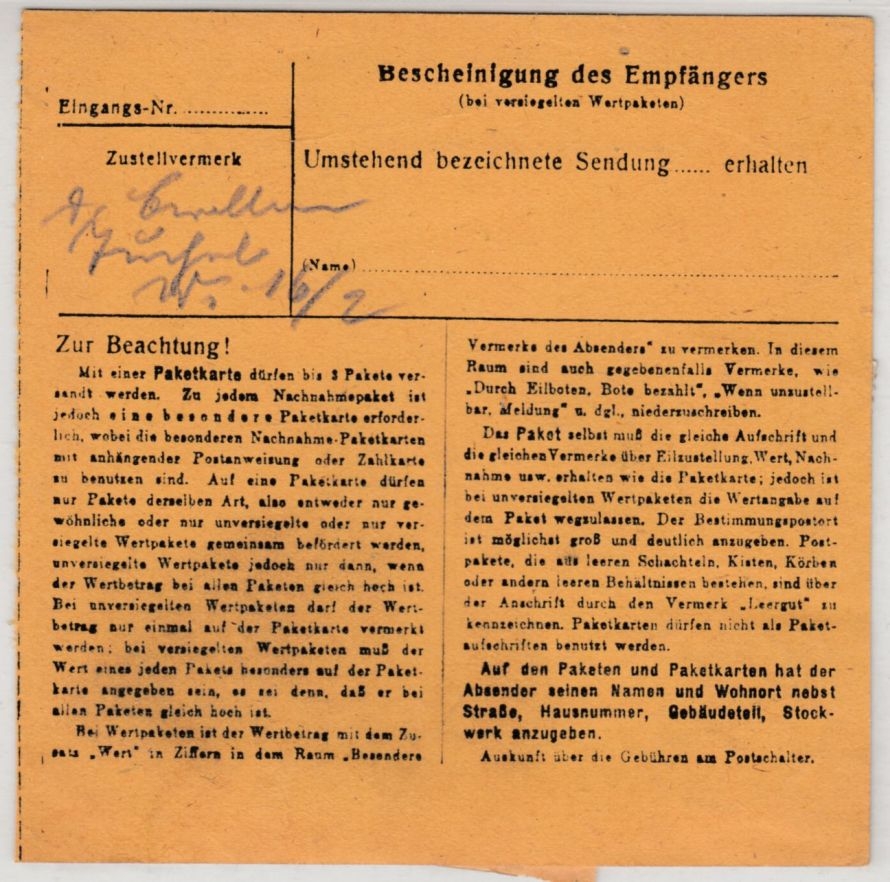 Eingangs-Nr. ................
Zustellvermerk
16/2
Bescheinigung des Empfängers
(bei versiegelten Wertpaketen)
Umstehend bezeichnete Sendung...... erhalten
(Name) ................
Zur Beachtung!
Mit einer Paketkarte dürfen bis 3 Pakete ver-
sandt werden. Zu jedem Nachnahmepaket ist
jedoch eine besondere Paketkarte erforder-
lich, wobei die besonderen Nachnahme-Paketkarten
mit anhängender Postanweisung oder Zahlkarte
zu benutzen sind. Auf eine Paketkarte dürfen
nur Pakete derselben Art, also entweder nur ge-
wöhnliche oder nur unversiegelte oder nur ver-
siegelte Wertpakete gemeinsam befördert werden,
unversiegelte Wertpakete jedoch nur dann, wenn
der Wertbetrag bei allen Paketen gleich hoch ist.
Bei unversiegelten Wertpaketen darf der Wert-
betrag nur einmal auf der Paketkarte vermerkt
werden; bei versiegelten Wertpaketen muß der
Wert eines jeden Pakets besonders auf der Paket-
karte angegeben sein, es sei denn, daß er bei
allen Paketen gleich hoch ist.
Bei Wertpaketen ist der Wertbetrag mit dem Zu-
satz „Wert" in Ziffern in dem Raum „Besondere
Vermerke des Absenders" zu vermerken. In diesem
Raum sind auch gegebenenfalls Vermerke, wie
„Durch Eilboten, Bote bezahlt", „Wenn unzustell-
bar, Meldung" u. dgl., niederzuschreiben.
Das Paket selbst muß die gleiche Aufschrift und
die gleichen Vermerke über Eilzustellung, Wert, Nach-
nahme usw. erhalten wie die Paketkarte; jedoch ist
bei unversiegelten Wertpaketen die Wertangabe auf
dem Paket wegzulassen. Der Bestimmungspostort
ist möglichst groß und deutlich anzugeben. Post-
pakete, die aus leeren Schachteln, Kisten, Körben
oder andern leeren Behältnissen bestehen, sind über
der Anschrift durch den Vermerk „Leergut" zu
kennzeichnen. Paketkarten dürfen nicht als Paket-
aufschriften benutzt werden.
Auf den Paketen und Paketkarten hat der
Absender seinen Namen und Wohnort nebst
Straße, Hausnummer, Gebäudeteil, Stock-
werk anzugeben.
Auskunft über die Gebühren am Postschalter.